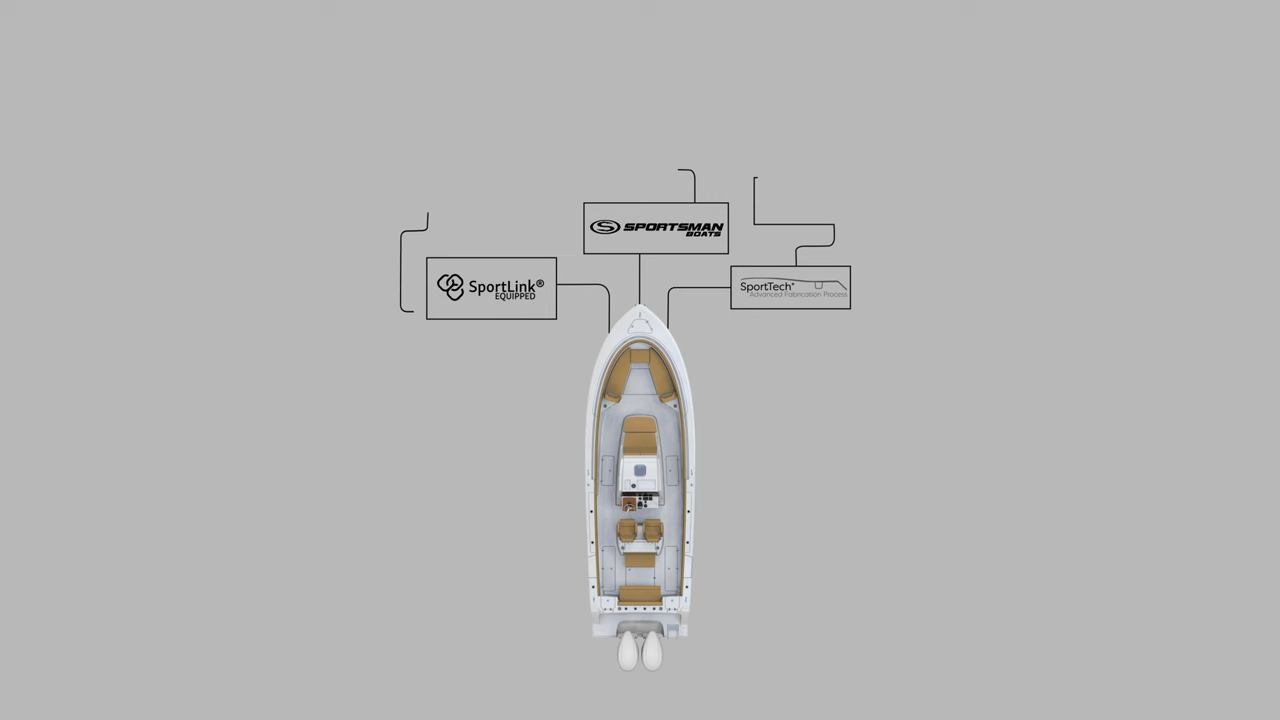 SPORTSMAN
BOATS
SportLink®
EQUIPPED
SportTech®
Advanced Fabrication Process